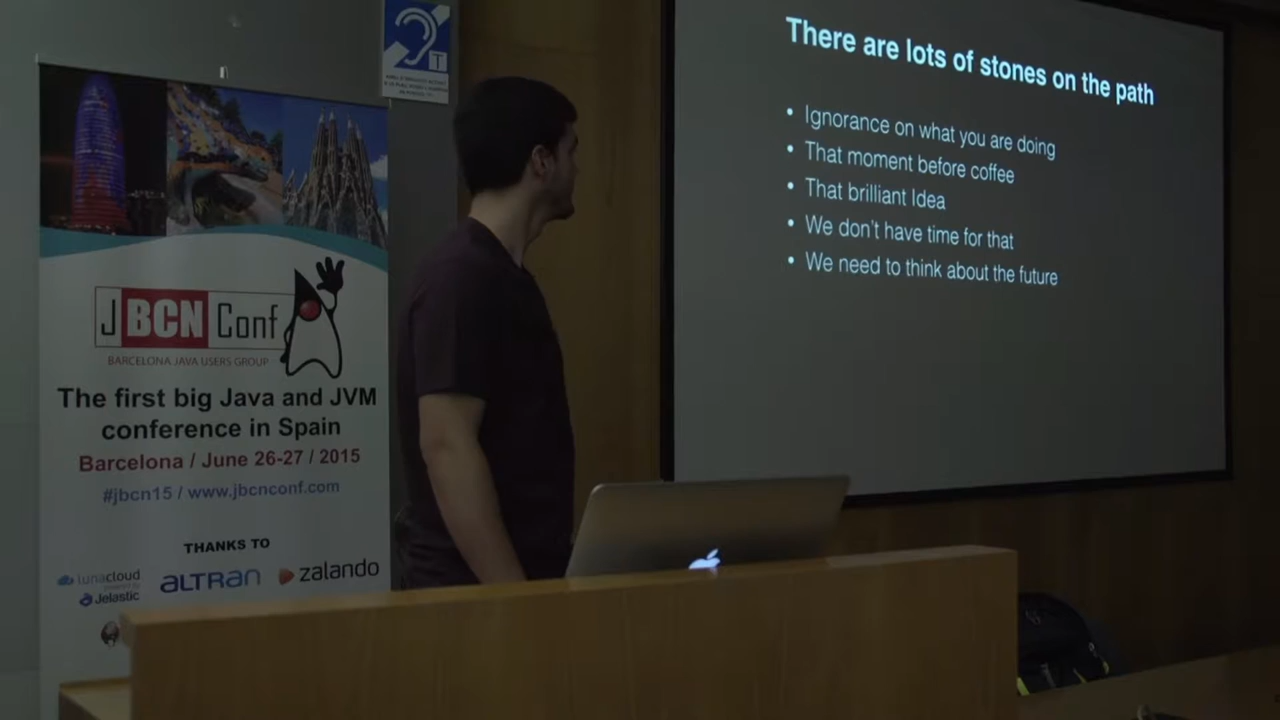 There are lots of stones on the path
• Ignorance on what you are doing
• That moment before coffee
• That brilliant Idea
• We don't have time for that
• We need to think about the future
T
JBCNConf
BARCELONA JAVA USERS GROUP
The first big Java and JVM
conference in Spain
Barcelona / June 26-27 / 2015
#jbcn15 / www.jbcnconf.com
THANKS TO
lunacloud
powered by
Jelastic
ALTRAN
zalando